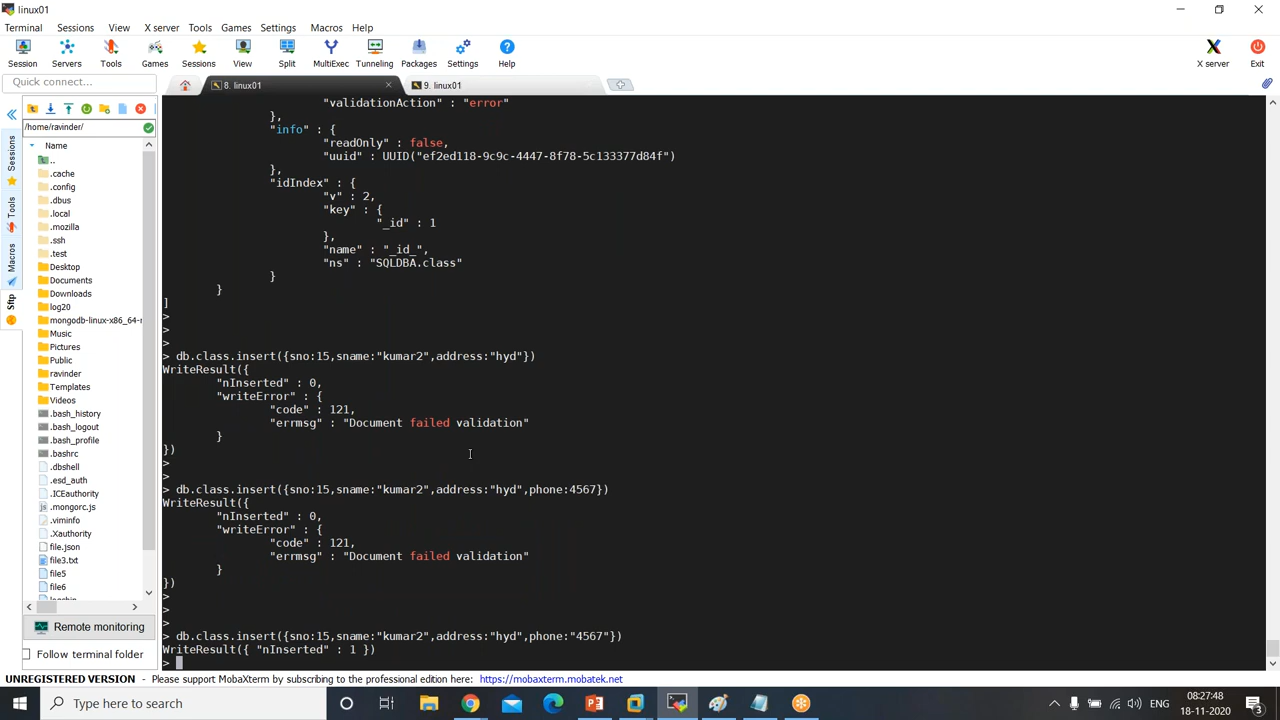 linux01
Terminal Sessions View X server Tools Games Settings Macros Help
Session Servers Tools Games Sessions View Split MultiExec Tunneling Packages Settings Help X server Exit
Quick connect...
8. linux01
9. linux01
/home/ravinder/
Name
..
.cache
.config
.dbus
.local
.mozilla
.ssh
.test
Desktop
Documents
Downloads
log20
mongodb-linux-x86_64-r
Music
Pictures
Public
ravinder
Templates
Videos
.bash_history
.bash_logout
.bash_profile
.bashrc
.dbshell
.esd_auth
.ICEauthority
.mongorc.js
.viminfo
.Xauthority
file.json
file3.txt
file5
file6
Sessions
Tools
Macros
Sftp
Remote monitoring
Follow terminal folder
"validationAction" : "error"
},
"info" : {
"readOnly" : false,
"uuid" : UUID("ef2ed118-9c9c-4447-8f78-5c133377d84f")
},
"idIndex" : {
"v" : 2,
"key" : {
"_id" : 1
},
"name" : "_id_",
"ns" : "SQLDBA.class"
}
}
]
>
>
>
> db.class.insert({sno:15,sname:"kumar2",address:"hyd"})
WriteResult({
"nInserted" : 0,
"writeError" : {
"code" : 121,
"errmsg" : "Document failed validation"
}
})
>
>
> db.class.insert({sno:15,sname:"kumar2",address:"hyd",phone:4567})
WriteResult({
"nInserted" : 0,
"writeError" : {
"code" : 121,
"errmsg" : "Document failed validation"
}
})
>
>
> db.class.insert({sno:15,sname:"kumar2",address:"hyd",phone:"4567"})
WriteResult({ "nInserted" : 1 })
>
UNREGISTERED VERSION - Please support MobaXterm by subscribing to the professional edition here: https://mobaxterm.mobatek.net
Type here to search
08:27:48
18-11-2020
3